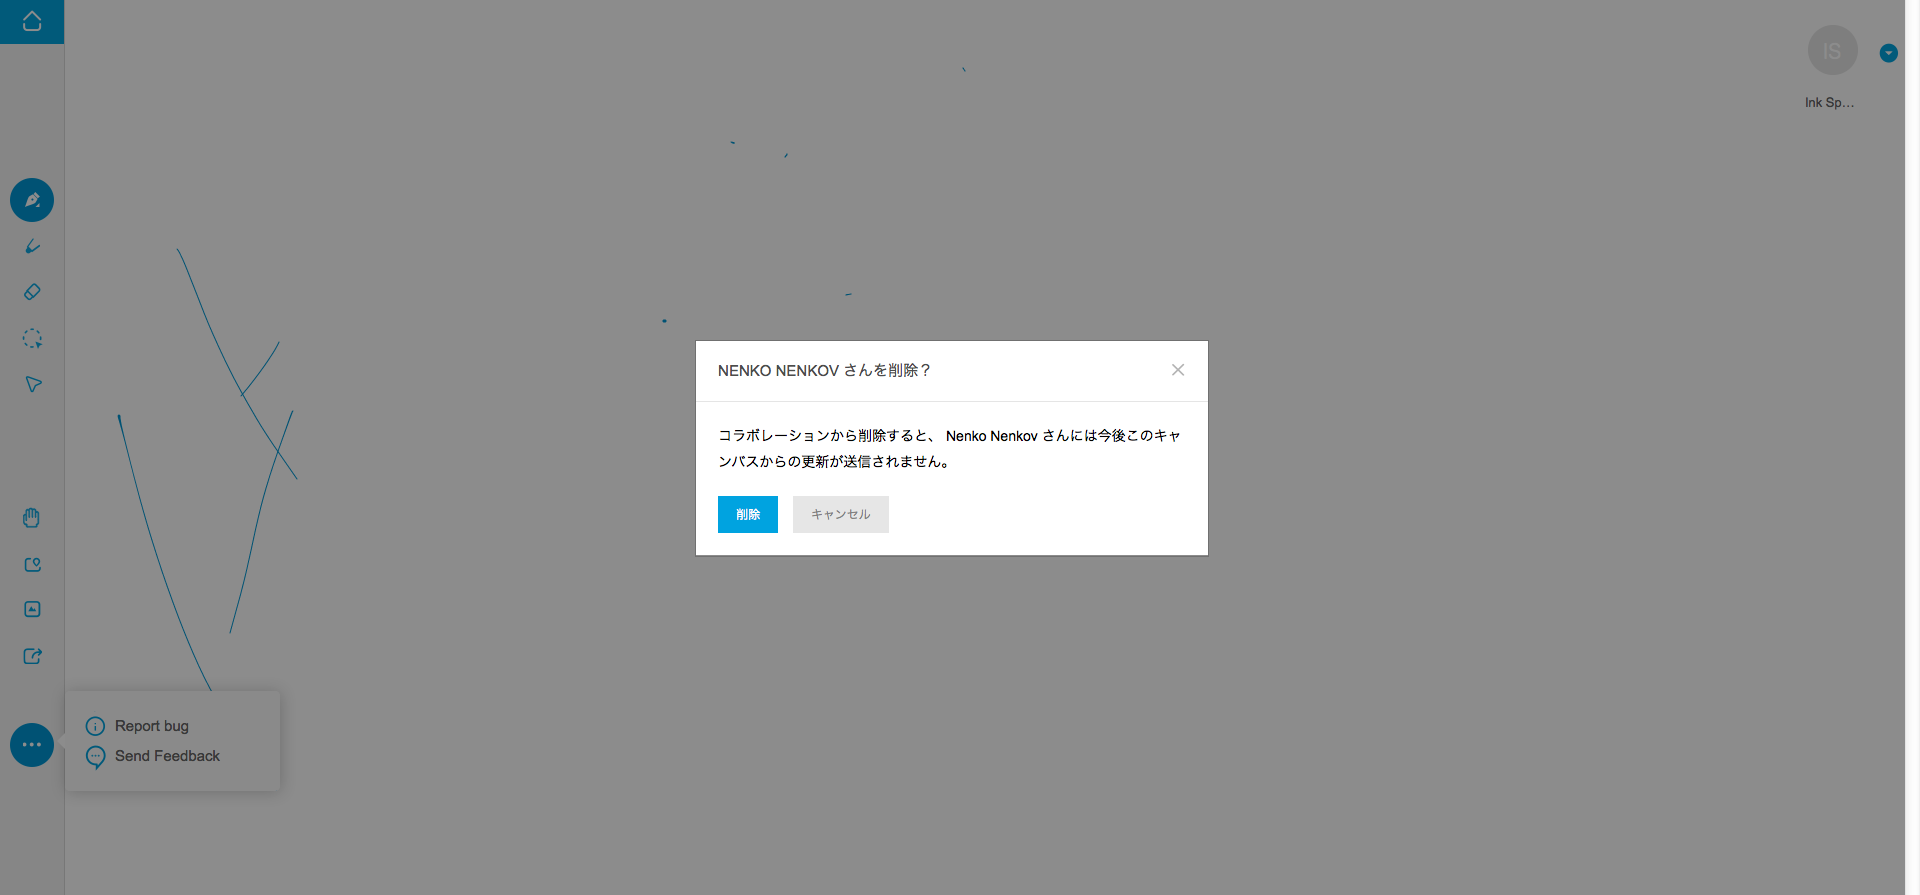 IS
Ink Sp...
NENKO NENKOV さんを削除？
コラボレーションから削除すると、 Nenko Nenkov さんには今後このキャ
ンバスからの更新が送信されません。
削除
キャンセル
Report bug
Send Feedback